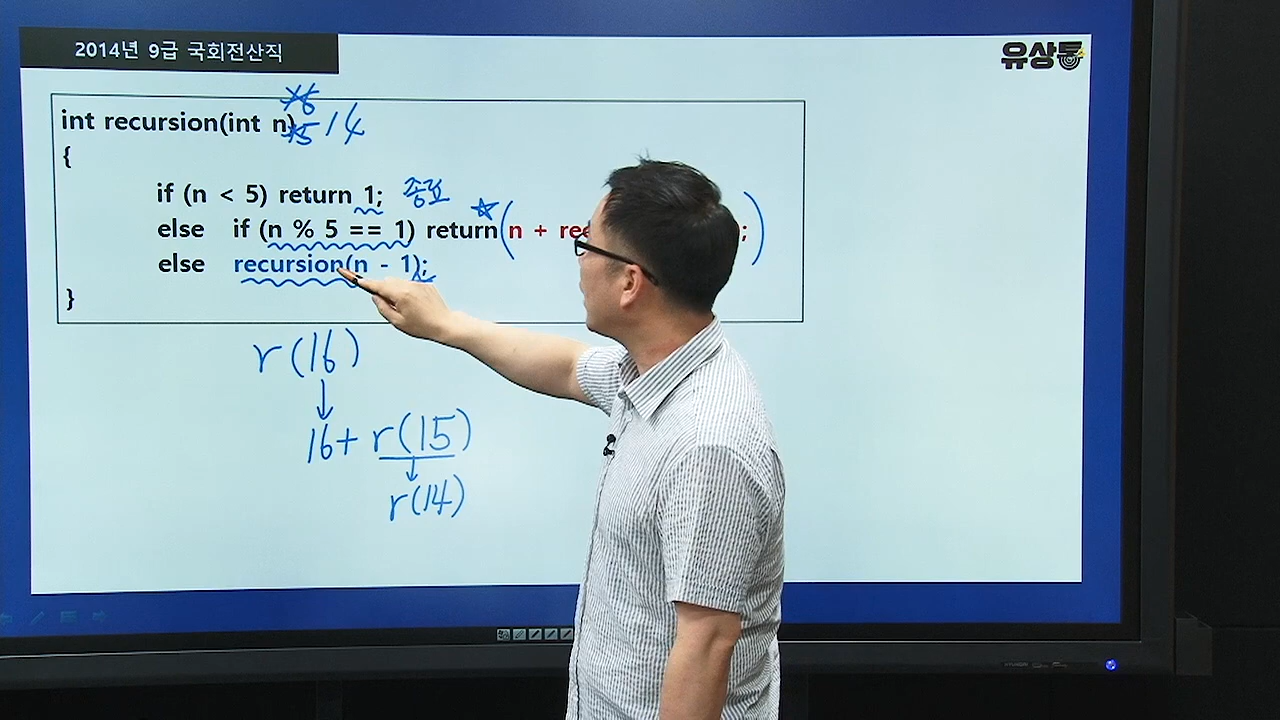 2014년 9급 국회전산직
유상통
16
int recursion(int n) 15 14
{
if (n < 5) return 1; 종료
else if (n % 5 == 1) return (n + rec ;)
else recursion(n - 1);
}
r(16)
16+ r(15)
r(14)